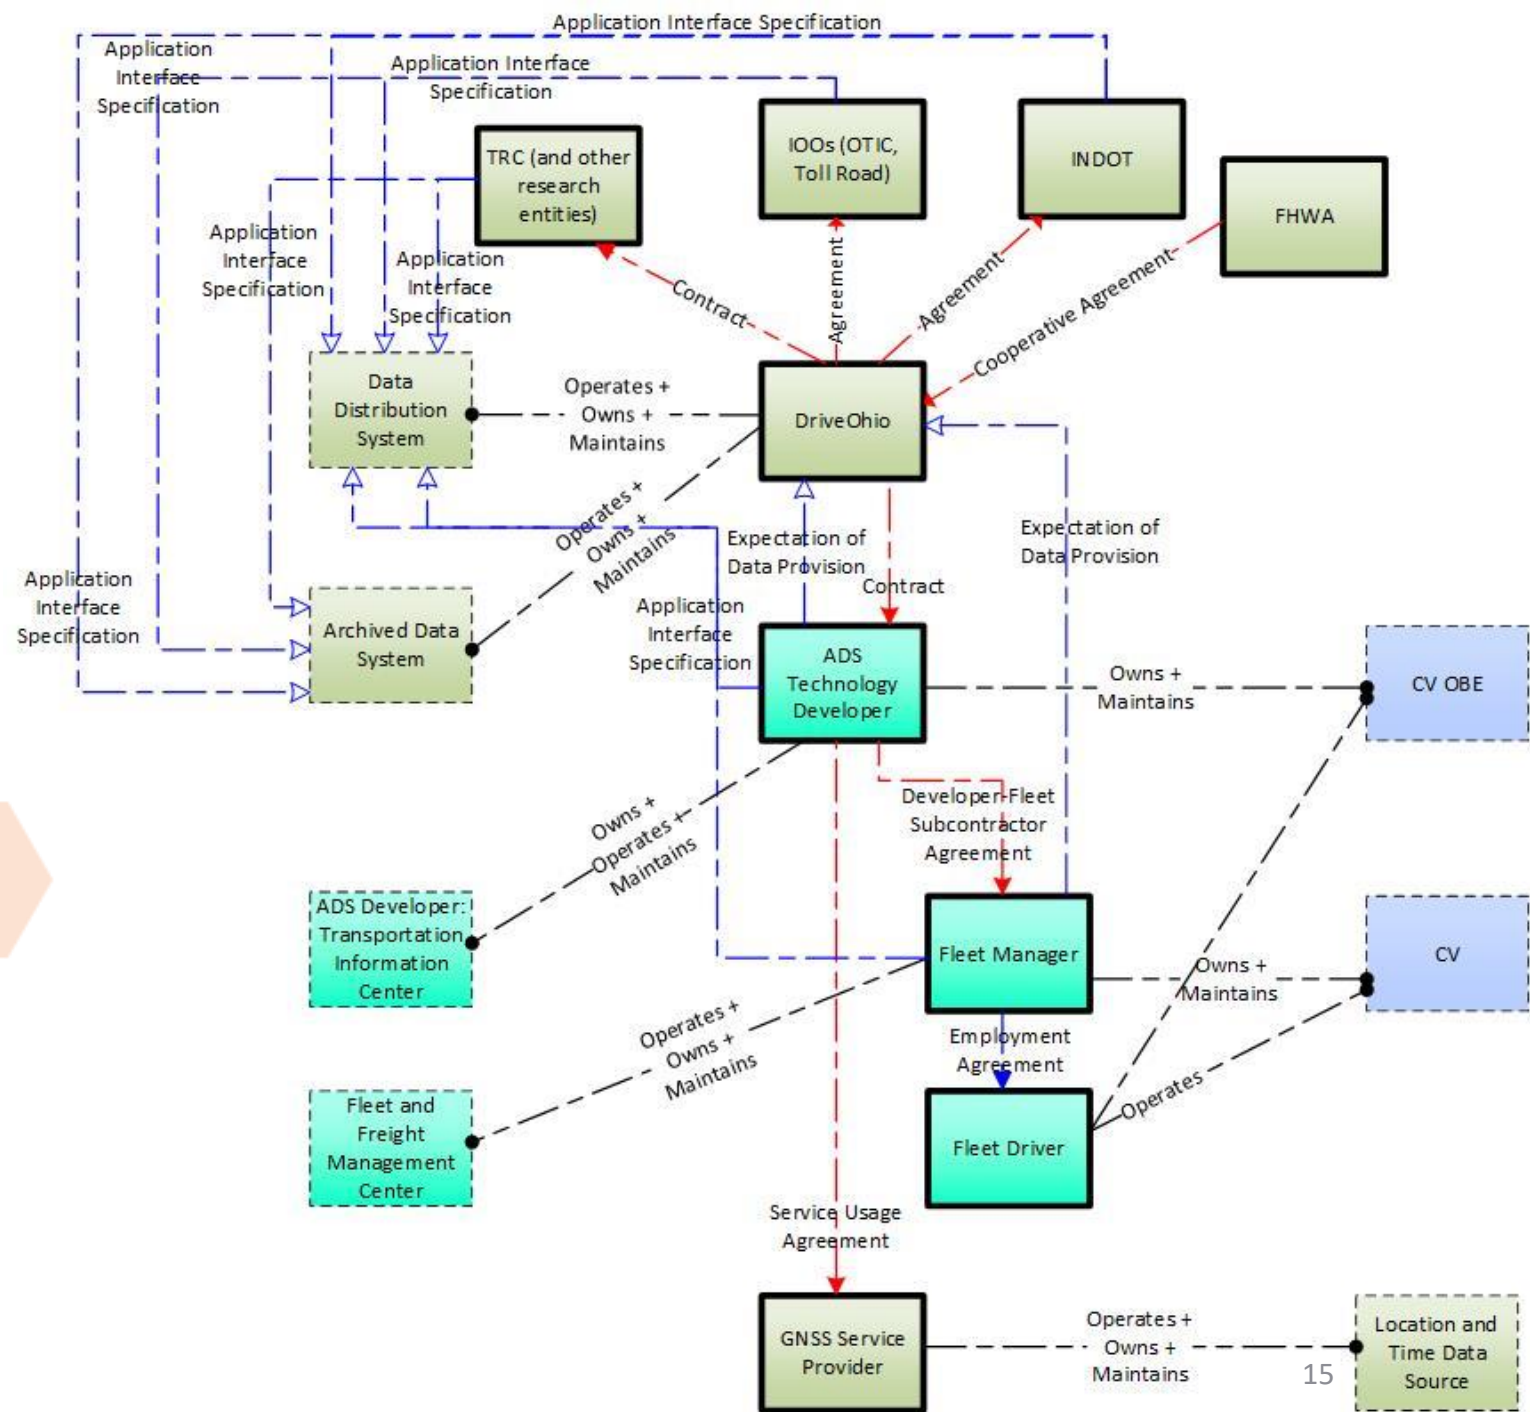 Application Interface Specification
Application
Interface
Specification
Application Interface
Specification
TRC (and other
research
entities)
IOOs (OTIC,
Toll Road)
INDOT
FHWA
Application
Interface
Specification
Application
Interface
Specification
Contract
Agreement
Agreement
Cooperative Agreement
Data
Distribution
System
Operates +
Owns +
Maintains
DriveOhio
Operates +
Owns +
Maintains
Expectation of
Data Provision
Contract
Expectation of
Data Provision
Application
Interface
Specification
Archived Data
System
Application
Interface
Specification
ADS
Technology
Developer
Owns +
Maintains
CV OBE
Owns +
Operates +
Maintains
Developer-Fleet
Subcontractor
Agreement
ADS Developer:
Transportation
Information
Center
Fleet Manager
Owns +
Maintains
CV
Operates +
Owns +
Maintains
Employment
Agreement
Operates
Fleet and
Freight
Management
Center
Fleet Driver
Service Usage
Agreement
GNSS Service
Provider
Operates +
Owns +
Maintains
15
Location and
Time Data
Source